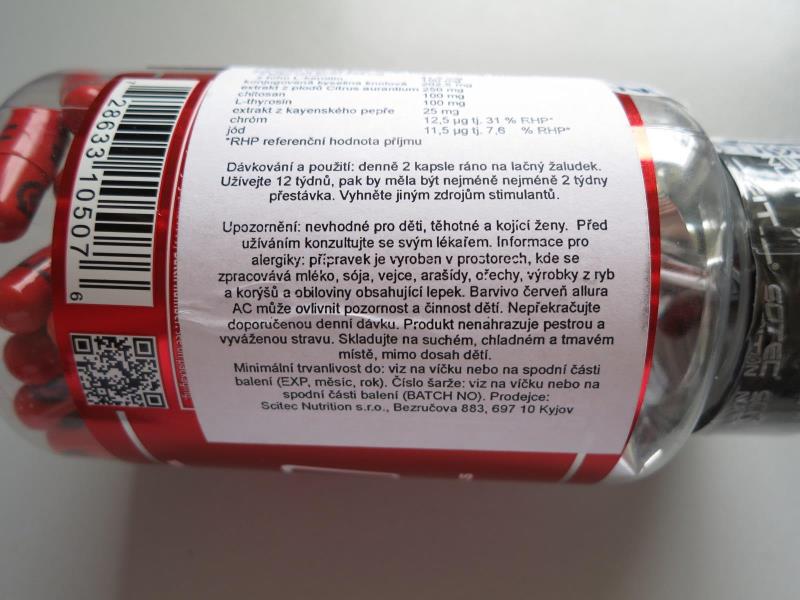 konjugovaná kyselina linolová
extrakt z plodů Citrus aurantium 250 mg
chitosan 100 mg
L-thyrosin 100 mg
extrakt z kayenského pepře 25 mg
chróm 12,5 µg tj. 31 % RHP*
jód 11,5 µg tj. 7,6 % RHP*
*RHP referenční hodnota příjmu
Dávkování a použití: denně 2 kapsle ráno na lačný žaludek.
Užívejte 12 týdnů, pak by měla být nejméně nejméně 2 týdny
přestávka. Vyhněte jiným zdrojům stimulantů.
Upozornění: nevhodné pro děti, těhotné a kojící ženy. Před
užíváním konzultujte se svým lékařem. Informace pro
alergiky: přípravek je vyroben v prostorech, kde se
zpracovává mléko, sója, vejce, arašídy, ořechy, výrobky z ryb
a korýšů a obiloviny obsahující lepek. Barvivo červeň allura
AC může ovlivnit pozornost a činnost dětí. Nepřekračujte
doporučenou denní dávku. Produkt nenahrazuje pestrou a
vyváženou stravu. Skladujte na suchém, chladném a tmavém
místě, mimo dosah dětí.
Minimální trvanlivost do: viz na víčku nebo na spodní části
balení (EXP, měsíc, rok). Číslo šarže: viz na víčku nebo na
spodní části balení (BATCH NO). Prodejce:
Scitec Nutrition s.r.o., Bezručova 883, 697 10 Kyjov
7 28633 10507 6